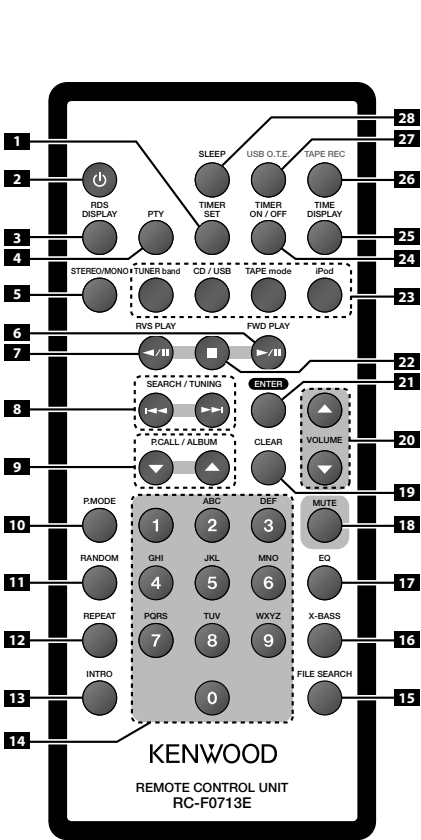 28
1
SLEEP USB O.T.E. TAPE REC
27
2
26
RDS DISPLAY
PTY
TIMER SET
TIMER ON / OFF
TIME DISPLAY
3
25
4
24
STEREO/MONO TUNER band CD / USB TAPE mode iPod
5
23
6
RVS PLAY FWD PLAY
7
22
SEARCH / TUNING
ENTER
21
8
20
P.CALL / ALBUM
CLEAR
VOLUME
9
19
P.MODE
ABC DEF
MUTE
10
1 2 3
18
RANDOM GHI JKL MNO EQ
11
4 5 6
17
REPEAT PQRS TUV WXYZ X-BASS
12
7 8 9
16
INTRO
FILE SEARCH
13
0
15
14
KENWOOD
REMOTE CONTROL UNIT
RC-F0713E